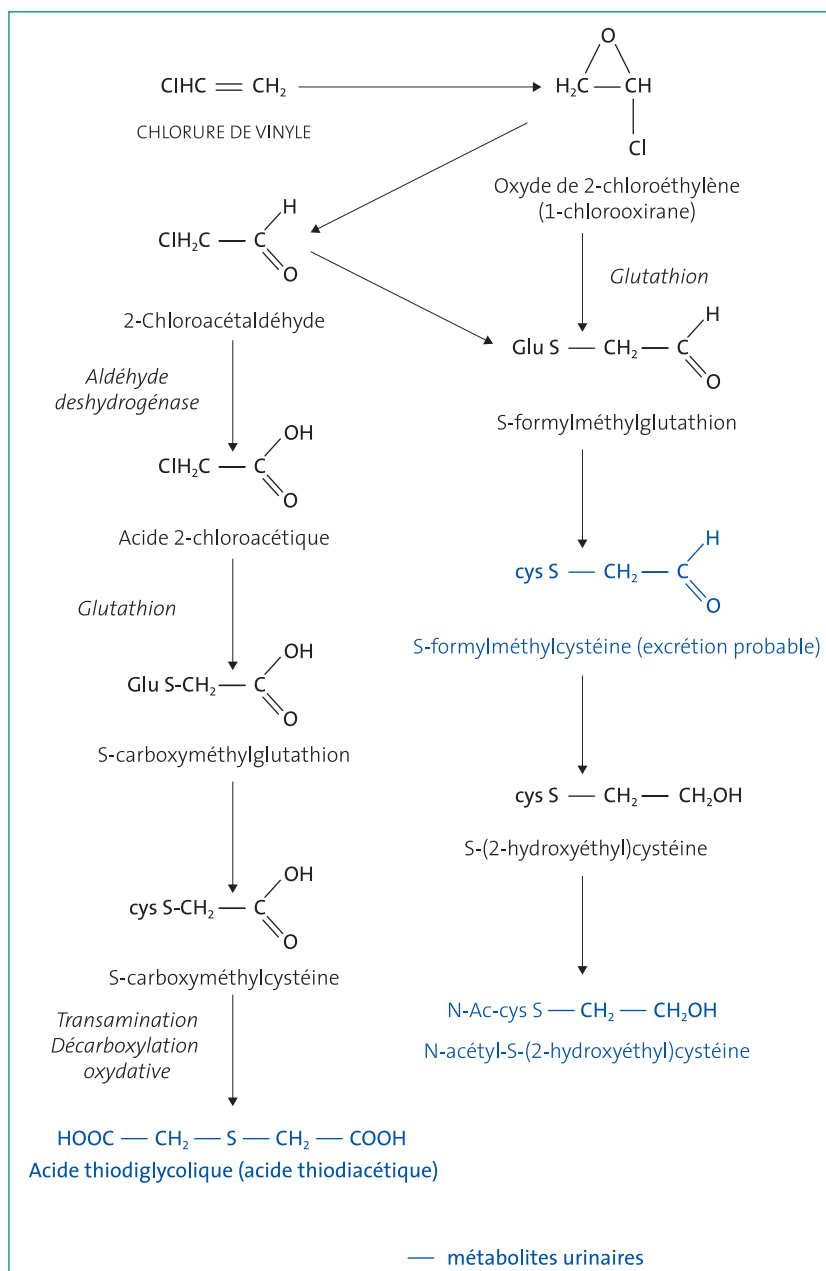 ClHC = CH₂
CHLORURE DE VINYLE
O
H₂C — CH
Cl
Oxyde de 2-chloroéthylène
(1-chlorooxirane)
H
ClH₂C — C
O
2-Chloroacétaldéhyde
Glutathion
H
Glu S — CH₂ — C
O
S-formylméthylglutathion
Aldéhyde
deshydrogénase
OH
ClH₂C — C
O
Acide 2-chloroacétique
H
cys S — CH₂ — C
O
S-formylméthylcystéine (excrétion probable)
Glutathion
OH
Glu S-CH₂ — C
O
S-carboxyméthylglutathion
cys S — CH₂ — CH₂OH
S-(2-hydroxyéthyl)cystéine
OH
cys S-CH₂ — C
O
S-carboxyméthylcystéine
N-Ac-cys S — CH₂ — CH₂OH
N-acétyl-S-(2-hydroxyéthyl)cystéine
Transamination
Décarboxylation
oxydative
HOOC — CH₂ — S — CH₂ — COOH
Acide thiodiglycolique (acide thiodiacétique)
— métabolites urinaires